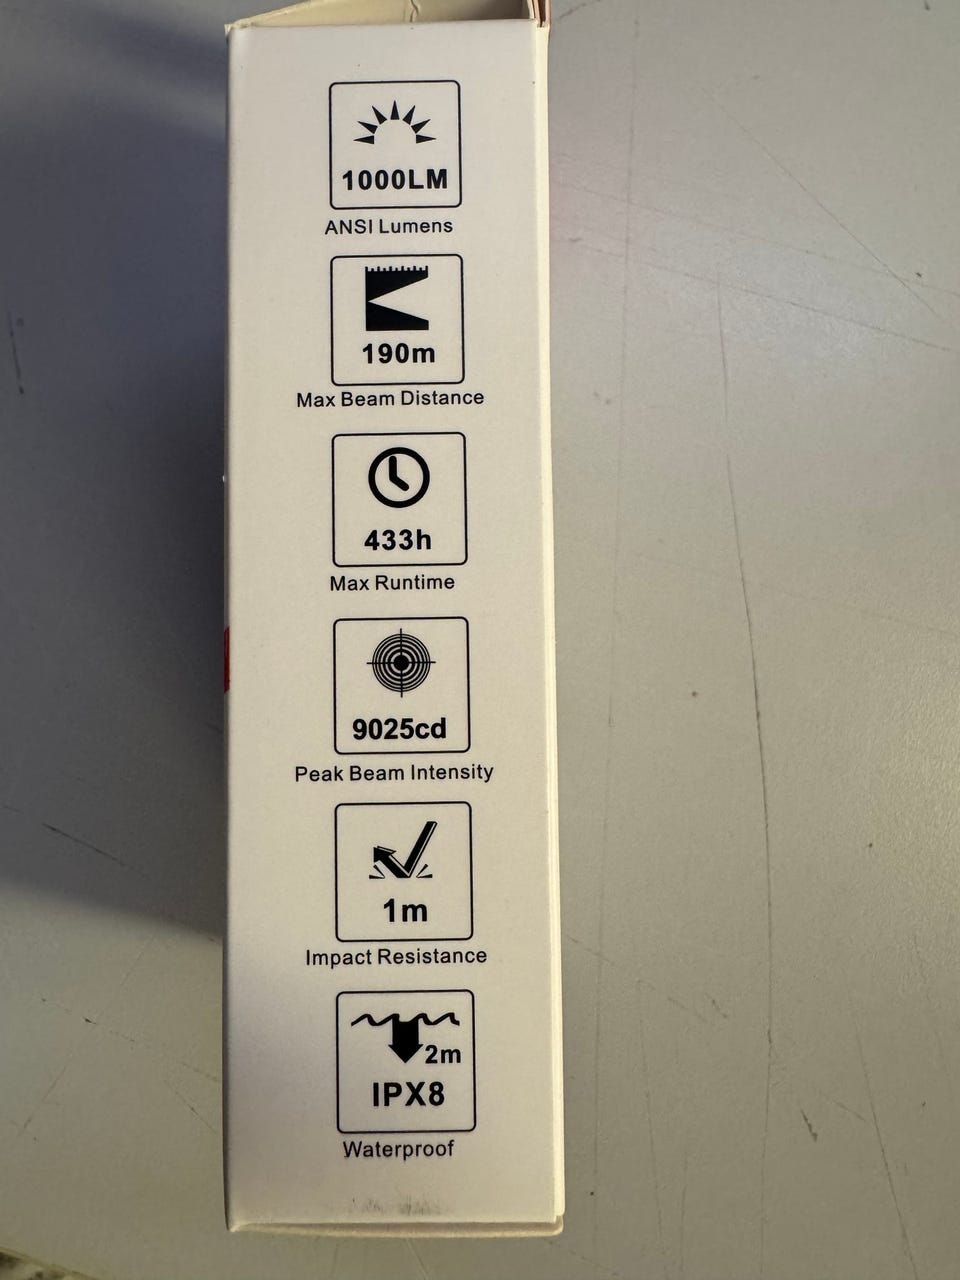 1000LM
ANSI Lumens
190m
Max Beam Distance
433h
Max Runtime
9025cd
Peak Beam Intensity
1m
Impact Resistance
2m
IPX8
Waterproof